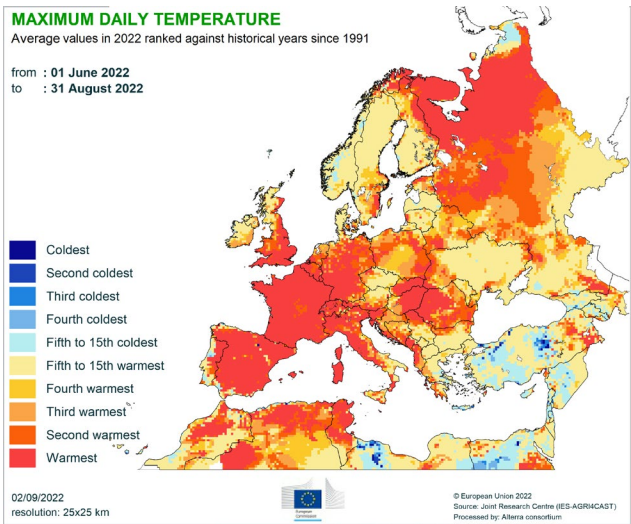 MAXIMUM DAILY TEMPERATURE
Average values in 2022 ranked against historical years since 1991
from : 01 June 2022
to : 31 August 2022
Coldest
Second coldest
Third coldest
Fourth coldest
Fifth to 15th coldest
Fifth to 15th warmest
Fourth warmest
Third warmest
Second warmest
Warmest
02/09/2022
resolution: 25x25 km
European
Commission
© European Union 2022
Source: Joint Research Centre (IES-AGRI4CAST)
Processed by: Alterra consortium